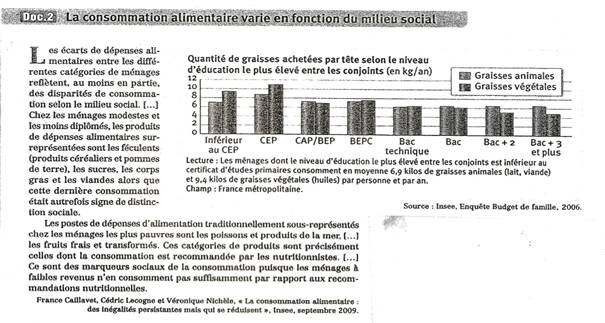 Doc.2 La consommation alimentaire varie en fonction du milieu social
Les écarts de dépenses ali-
mentaires entre les diffé-
rentes catégories de ménages
reflètent, au moins en partie,
des disparités de consomma-
tion selon le milieu social. [...]
Chez les ménages modestes et
les moins diplômés, les produits
de dépenses alimentaires sur-
représentées sont les féculents
(produits céréaliers et pommes
de terre), les sucres, les corps
gras et les viandes alors que
cette dernière consommation
était autrefois signe de distinc-
tion sociale.
Les postes de dépenses d'alimentation traditionnellement sous-représentés
chez les ménages les plus pauvres sont les poissons et produits de la mer, [...]
les fruits frais et transformés. Ces catégories de produits sont précisément
celles dont la consommation est recommandée par les nutritionnistes. [...]
Ce sont des marqueurs sociaux de la consommation puisque les ménages à
faibles revenus n'en consomment pas suffisamment par rapport aux recom-
mandations nutritionnelles.
France Caillavet, Cédric Lecogne et Véronique Nichèle, « La consommation alimentaire :
des inégalités persistantes mais qui se réduisent », Insee, septembre 2009.
Quantité de graisses achetées par tête selon le niveau
d'éducation le plus élevé entre les conjoints (en kg/an)
Graisses animales
Graisses végétales
12
10
8
6
4
2
0
Inférieur au CEP
CEP
CAP/BEP
BEPC
Bac technique
Bac
Bac + 2
Bac + 3 et plus
Lecture : Les ménages dont le niveau d'éducation le plus élevé entre les conjoints est inférieur au
certificat d'études primaires consomment en moyenne 6,9 kilos de graisses animales (lait, viande)
et 9,4 kilos de graisses végétales (huiles) par personne et par an.
Champ : France métropolitaine.
Source : Insee, Enquête Budget de famille, 2006.